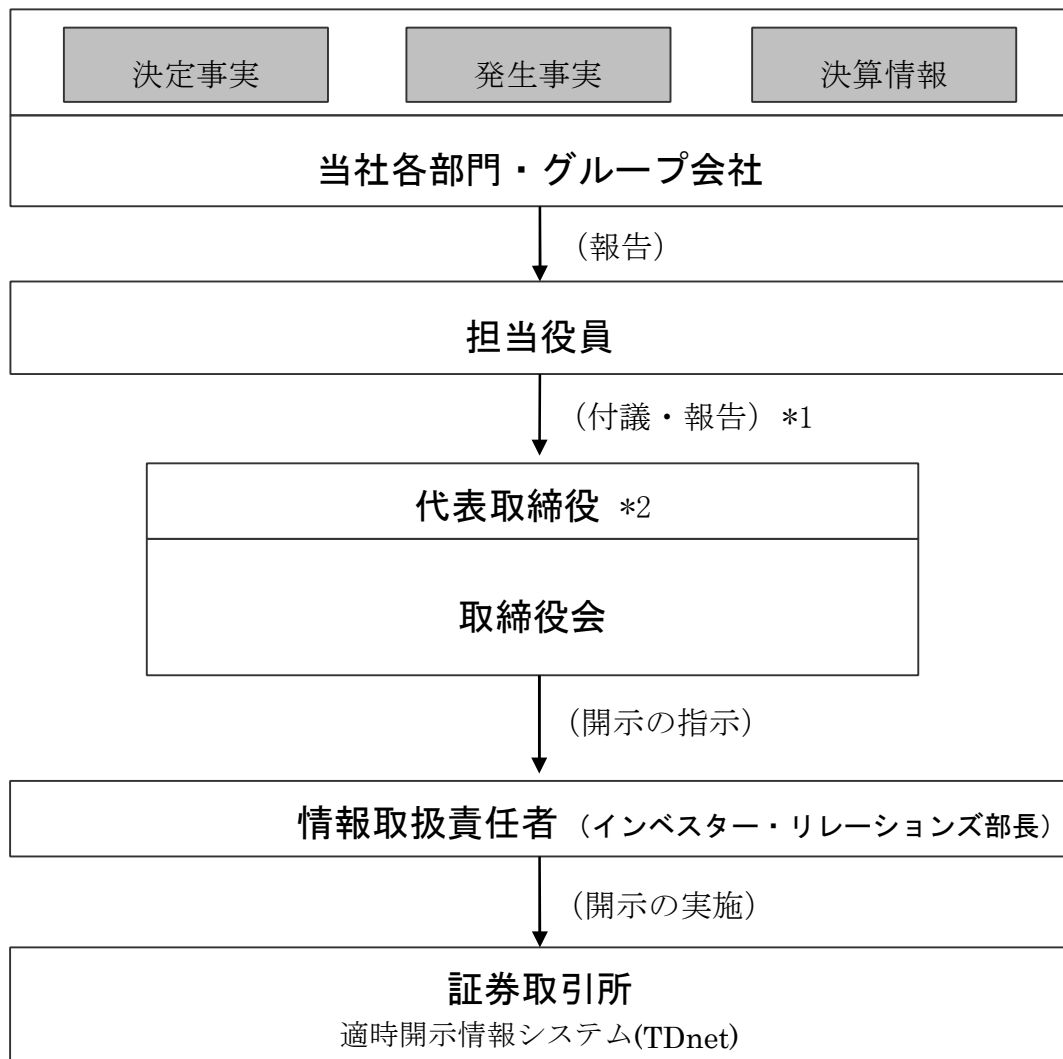 決定事実 発生事実 決算情報
当社各部門・グループ会社
（報告）
担当役員
（付議・報告）*1
代表取締役 *2
取締役会
（開示の指示）
情報取扱責任者（インベスター・リレーションズ部長）
（開示の実施）
証券取引所
適時開示情報システム(TDnet)